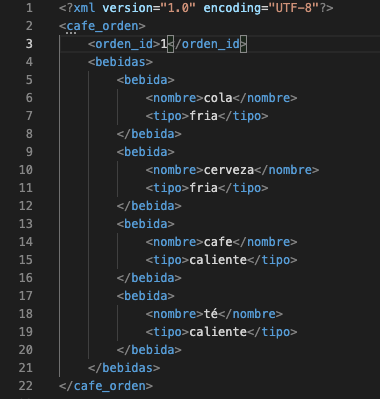 1 <?xml version="1.0" encoding="UTF-8"?>
2 <cafe_orden>
3 <orden_id>1</orden_id>
4 <bebidas>
5 <bebida>
6 <nombre>cola</nombre>
7 <tipo>fria</tipo>
8 </bebida>
9 <bebida>
10 <nombre>cerveza</nombre>
11 <tipo>fria</tipo>
12 </bebida>
13 <bebida>
14 <nombre>cafe</nombre>
15 <tipo>caliente</tipo>
16 </bebida>
17 <bebida>
18 <nombre>té</nombre>
19 <tipo>caliente</tipo>
20 </bebida>
21 </bebidas>
22 </cafe_orden>